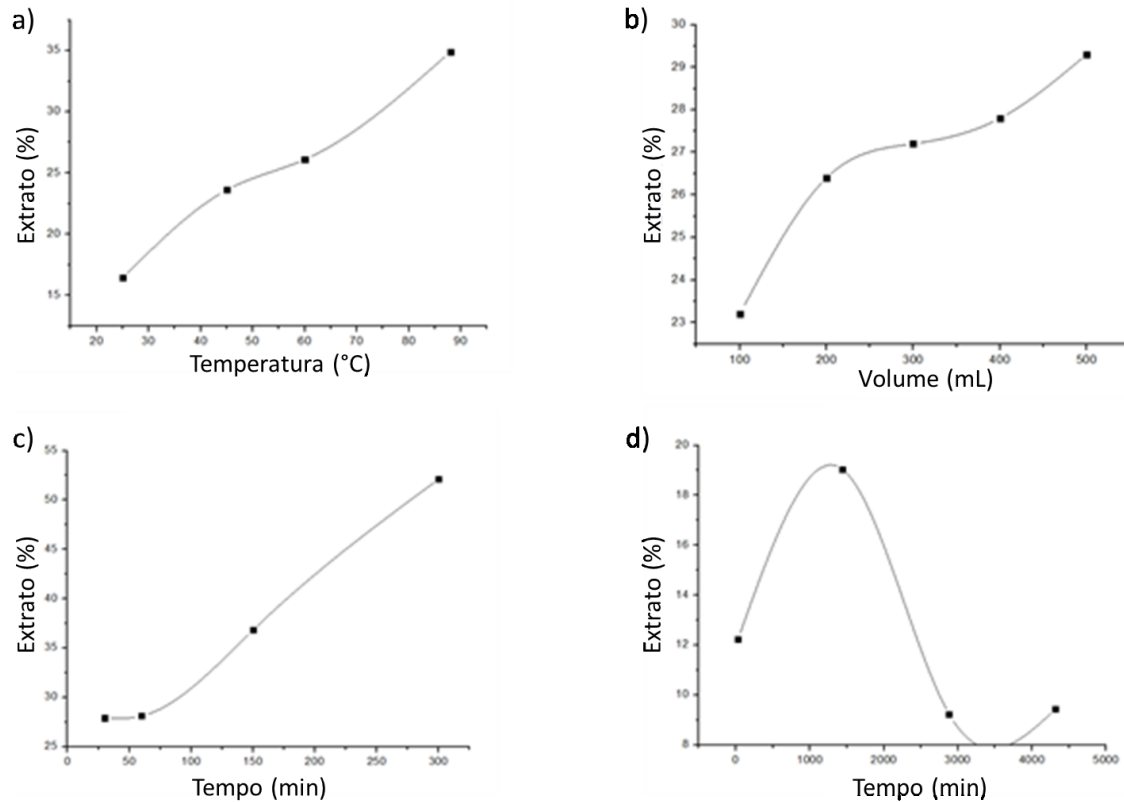 a)
35
30
25
20
15
Extrato (%)
20 30 40 50 60 70 80 90
Temperatura (°C)
b)
30
29
28
27
26
25
24
23
Extrato (%)
100 200 300 400 500
Volume (mL)
c)
55
50
45
40
35
30
25
Extrato (%)
0 50 100 150 200 250 300
Tempo (min)
d)
20
18
16
14
12
10
8
Extrato (%)
0 1000 2000 3000 4000 5000
Tempo (min)